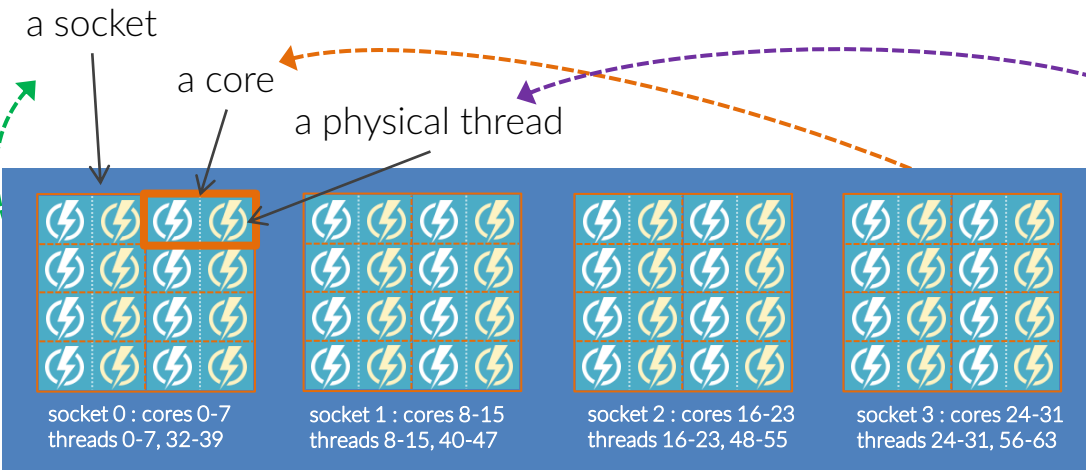 a socket
a core
a physical thread
socket 0 : cores 0-7
threads 0-7, 32-39
socket 1 : cores 8-15
threads 8-15, 40-47
socket 2 : cores 16-23
threads 16-23, 48-55
socket 3 : cores 24-31
threads 24-31, 56-63